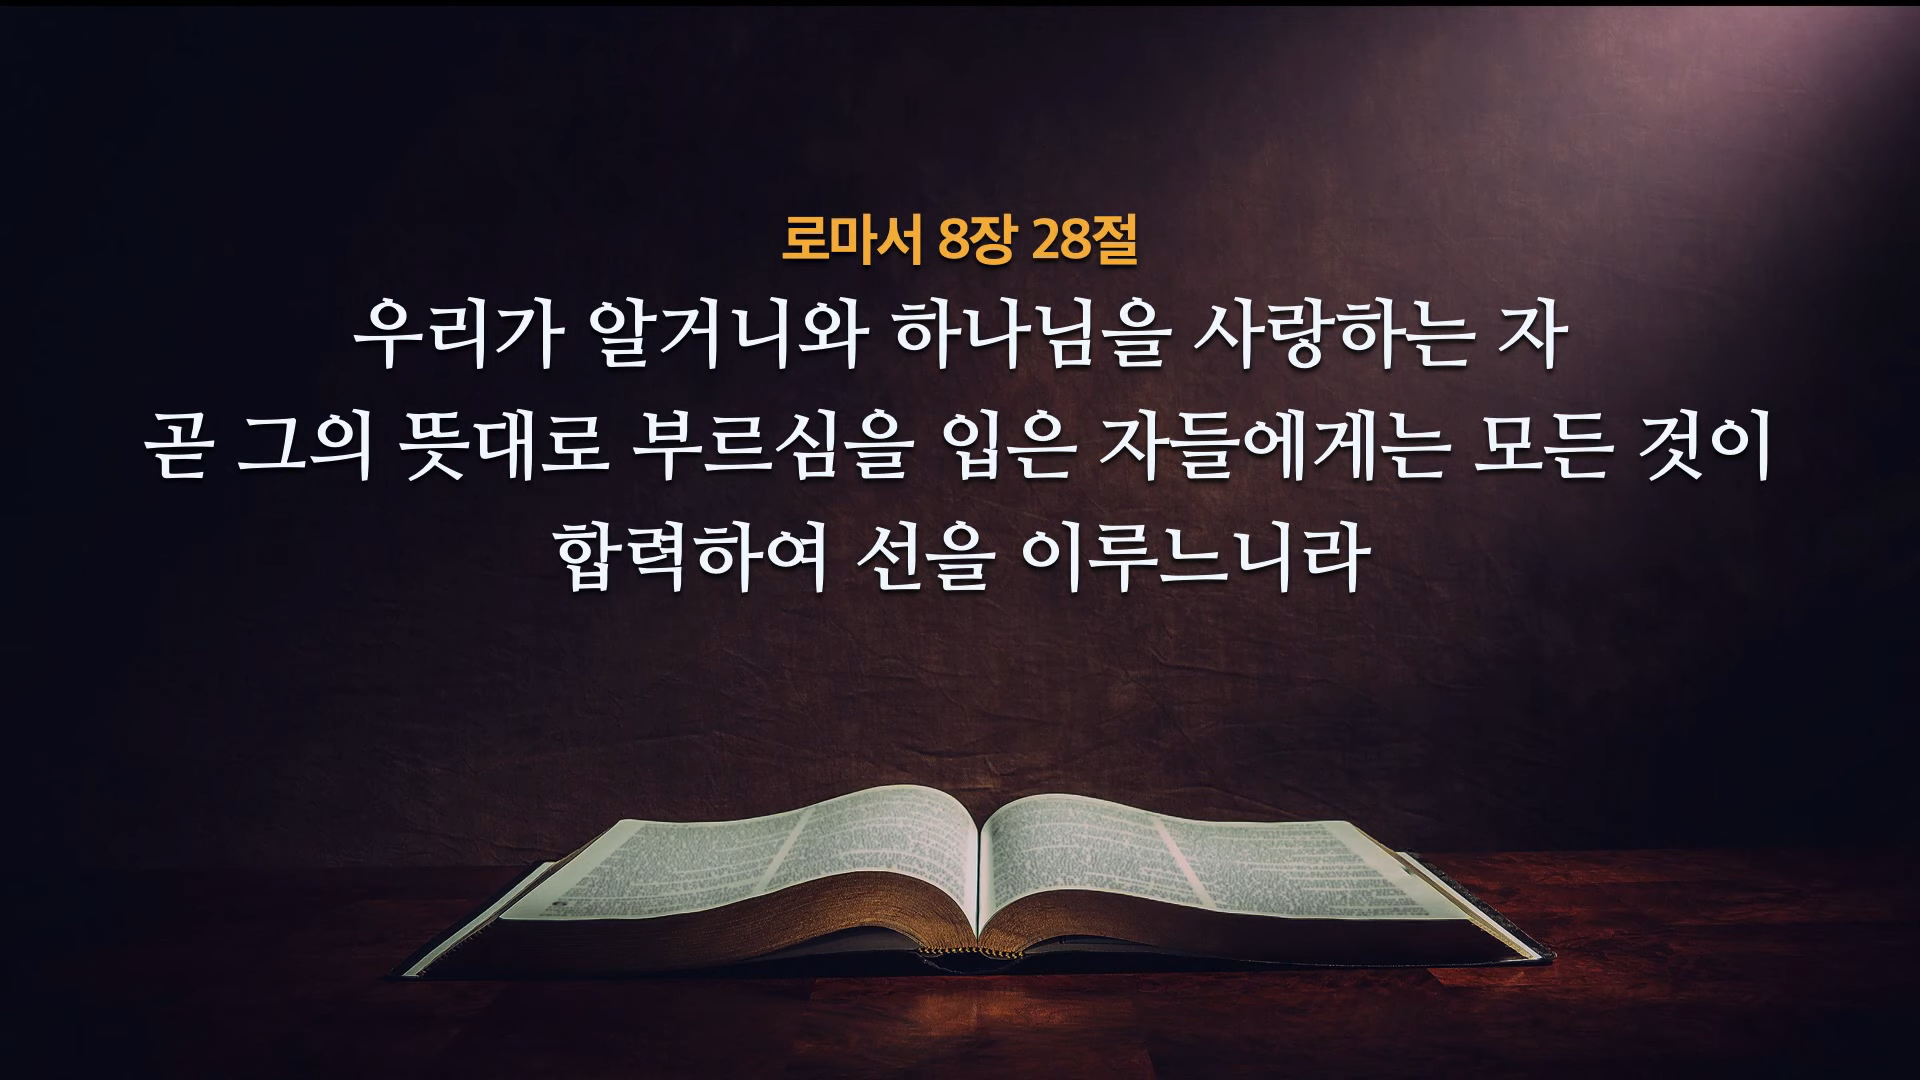 로마서 8장 28절
우리가 알거니와 하나님을 사랑하는 자
곧 그의 뜻대로 부르심을 입은 자들에게는 모든 것이
합력하여 선을 이루느니라